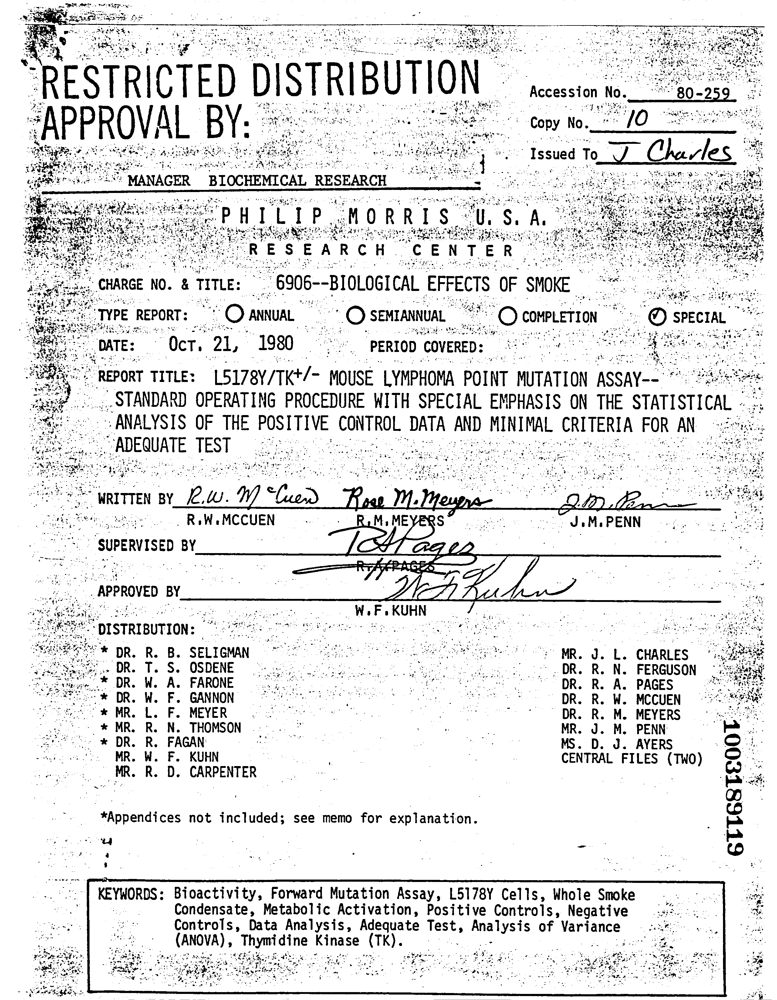 RESTRICTED DISTRIBUTION
APPROVAL BY:
MANAGER BIOCHEMICAL RESEARCH
Accession No. 80-259
Copy No. 10
Issued To J Charles
PHILIP MORRIS U.S.A.
RESEARCH CENTER
CHARGE NO. & TITLE: 6906--BIOLOGICAL EFFECTS OF SMOKE
TYPE REPORT: ANNUAL SEMIANNUAL COMPLETION SPECIAL
DATE: OCT. 21, 1980 PERIOD COVERED:
REPORT TITLE: L5178Y/TK+/- MOUSE LYMPHOMA POINT MUTATION ASSAY--
STANDARD OPERATING PROCEDURE WITH SPECIAL EMPHASIS ON THE STATISTICAL
ANALYSIS OF THE POSITIVE CONTROL DATA AND MINIMAL CRITERIA FOR AN
ADEQUATE TEST
WRITTEN BY R.W. McCuen Rose M. Meyers J.M. Penn
R.W.MCCUEN R.M.MEYERS J.M.PENN
SUPERVISED BY R A Pages
R.A.PAGES
APPROVED BY W F Kuhn
W.F.KUHN
DISTRIBUTION:
* DR. R. B. SELIGMAN
DR. T. S. OSDENE
* DR. W. A. FARONE
* DR. W. F. GANNON
* MR. L. F. MEYER
* MR. R. N. THOMSON
* DR. R. FAGAN
MR. W. F. KUHN
MR. R. D. CARPENTER
MR. J. L. CHARLES
DR. R. N. FERGUSON
DR. R. A. PAGES
DR. R. W. MCCUEN
DR. R. M. MEYERS
MR. J. M. PENN
MS. D. J. AYERS
CENTRAL FILES (TWO)
1003189119
*Appendices not included; see memo for explanation.
KEYWORDS: Bioactivity, Forward Mutation Assay, L5178Y Cells, Whole Smoke
Condensate, Metabolic Activation, Positive Controls, Negative
Controls, Data Analysis, Adequate Test, Analysis of Variance
(ANOVA), Thymidine Kinase (TK).